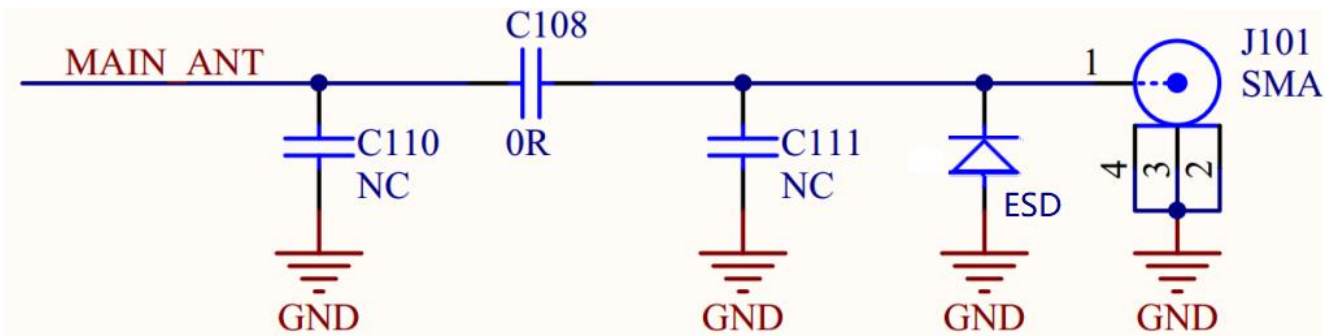 C108
MAIN_ANT
1
J101
SMA
C110
NC
0R
C111
NC
ESD
4
3
2
GND
GND
GND
GND